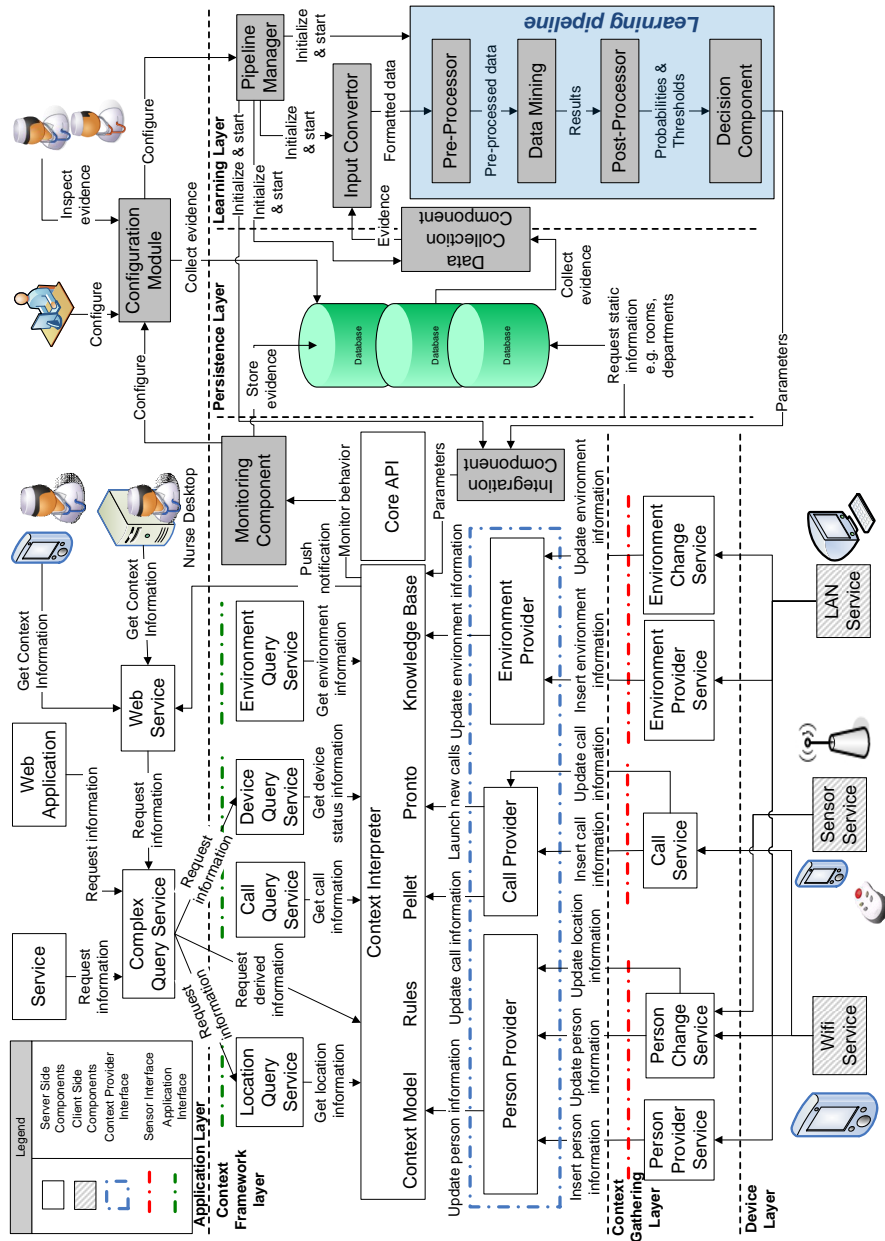 Legend
Server Side
Components
Client Side
Components
Context Provider
Interface
Sensor Interface
Application
Interface
Application Layer
Service
Web
Application
Request
information
Request information
Complex
Query Service
Request
information
Web
Service
Get Context
Information
Get Context
Information
Nurse Desktop
Configure
Configure
Configuration
Module
Inspect
evidence
Configure
Collect evidence
Context
Framework
layer
Request
information
Request
derived
information
Request
information
Push
notification
Location
Query
Service
Call
Query
Service
Device
Query
Service
Environment
Query
Service
Get location
information
Get call
information
Get device
status information
Get environment
information
Monitoring
Component
Monitor behavior
Store
evidence
Context Interpreter
Context Model
Rules
Pellet
Pronto
Knowledge Base
Core API
Parameters
Integration
Component
Update person information
Update call information
Launch new calls
Update environment information
Person Provider
Call Provider
Environment
Provider
Insert person
information
Update person
information
Update location
information
Insert call
information
Update call
information
Insert environment
information
Update environment
information
Context
Gathering
Layer
Person
Provider
Service
Person
Change
Service
Call
Service
Environment
Provider
Service
Environment
Change
Service
Device
Layer
Wifi
Service
Sensor
Service
LAN
Service
Persistence Layer
Database
Database
Database
Request static
information
e.g. rooms,
departments
Collect
evidence
Learning Layer
Pipeline
Manager
Initialize & start
Initialize
& start
Initialize
& start
Initialize
& start
Data
Collection
Component
Evidence
Input Convertor
Formatted data
Learning pipeline
Pre-Processor
Pre-processed
data
Data Mining
Results
Post-Processor
Probabilities &
Thresholds
Decision
Component
Parameters